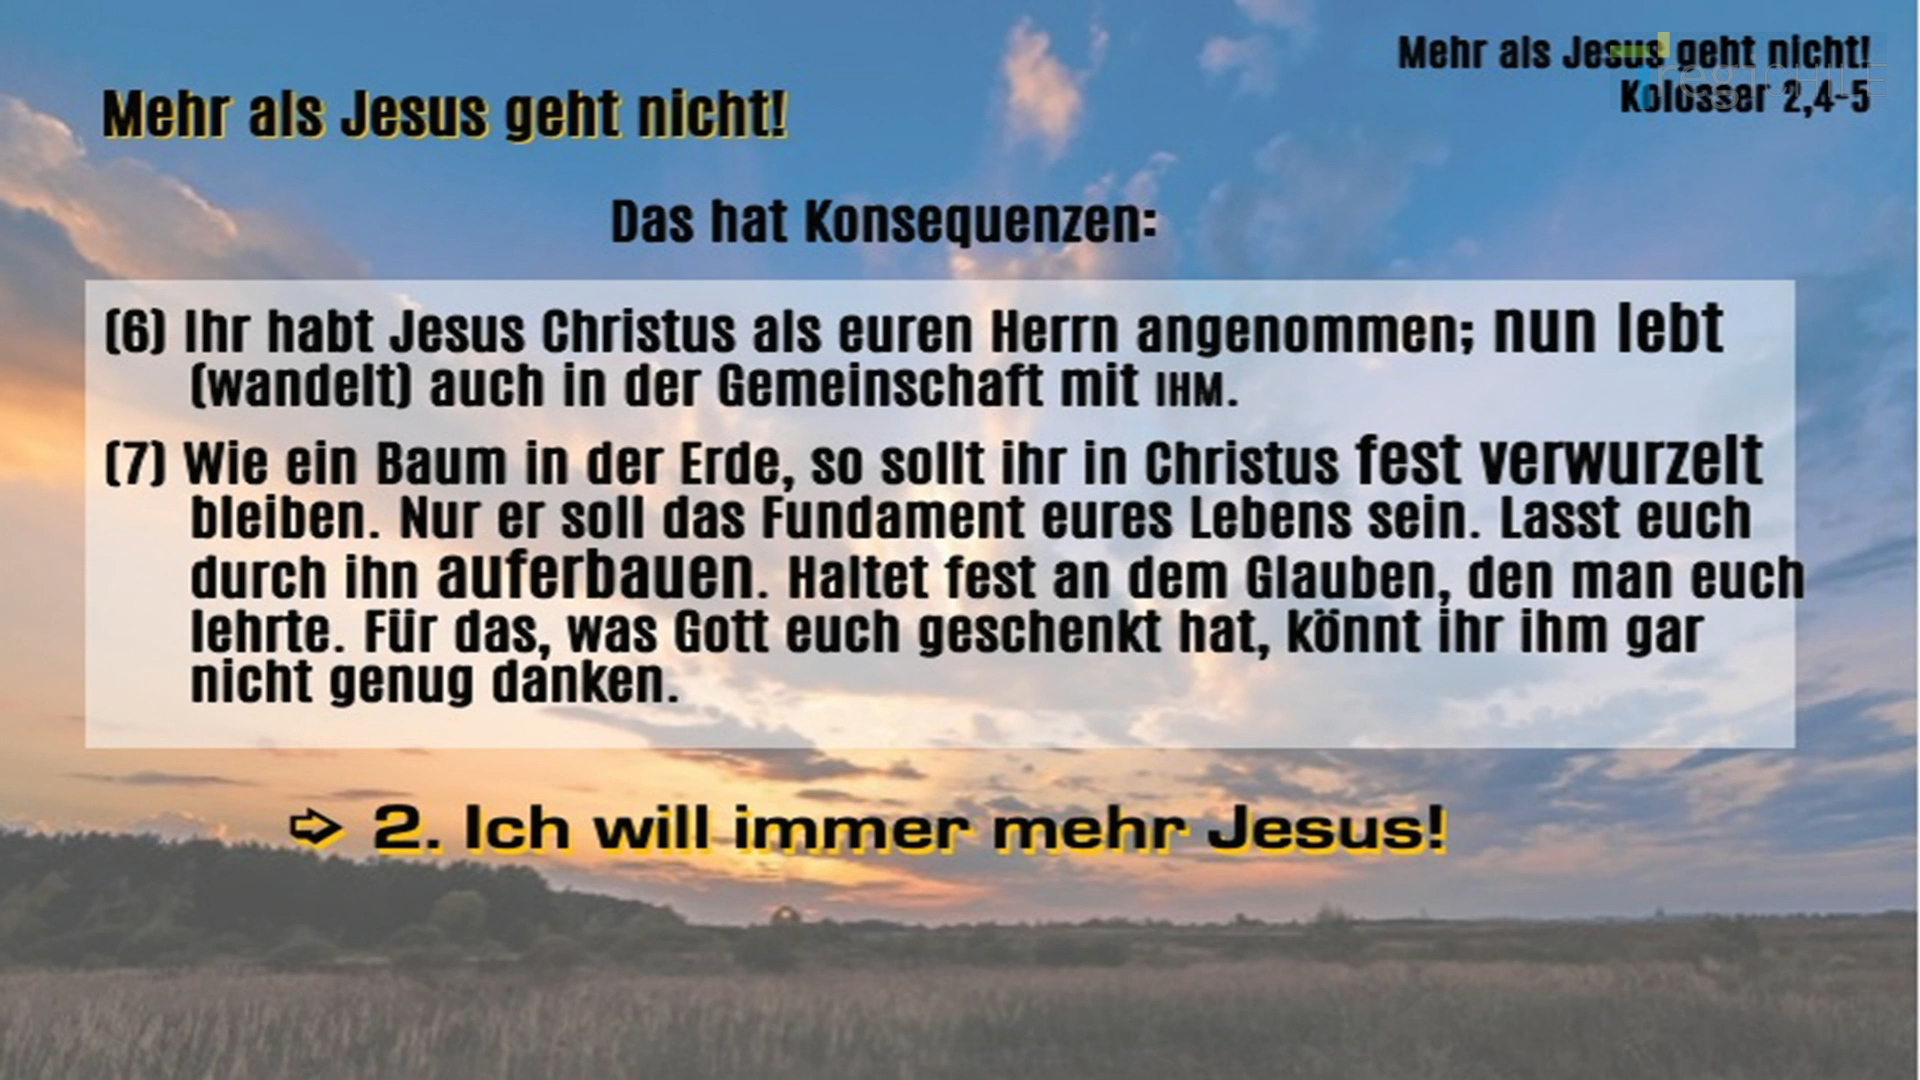 Mehr als Jesus geht nicht!
Kolosser 2,4-5
Mehr als Jesus geht nicht!
Das hat Konsequenzen:
(6) Ihr habt Jesus Christus als euren Herrn angenommen; nun lebt
(wandelt) auch in der Gemeinschaft mit IHM.
(7) Wie ein Baum in der Erde, so sollt ihr in Christus fest verwurzelt
bleiben. Nur er soll das Fundament eures Lebens sein. Lasst euch
durch ihn auferbauen. Haltet fest an dem Glauben, den man euch
lehrte. Für das, was Gott euch geschenkt hat, könnt ihr ihm gar
nicht genug danken.
➩ 2. Ich will immer mehr Jesus!